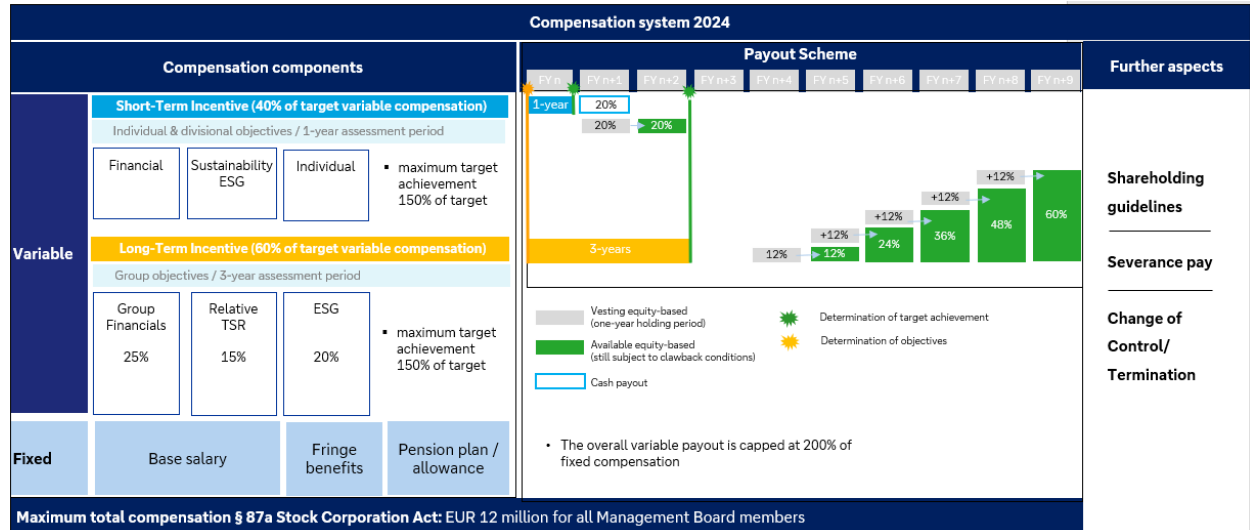 Compensation system 2024
Compensation components
Payout Scheme
Further aspects
FY n
FY n+1
FY n+2
FY n+3
FY n+4
FY n+5
FY n+6
FY n+7
FY n+8
FY n+9
Variable
Short-Term Incentive (40% of target variable compensation)
Individual & divisional objectives / 1-year assessment period
Financial
Sustainability
ESG
Individual
▪ maximum target
achievement
150% of target
Long-Term Incentive (60% of target variable compensation)
Group objectives / 3-year assessment period
Group
Financials
25%
Relative
TSR
15%
ESG
20%
▪ maximum target
achievement
150% of target
Fixed
Base salary
Fringe
benefits
Pension plan /
allowance
1-year
20%
20%
20%
3-years
12%
12%
+12%
24%
+12%
36%
+12%
48%
+12%
60%
Vesting equity-based
(one-year holding period)
Available equity-based
(still subject to clawback conditions)
Cash payout
Determination of target achievement
Determination of objectives
• The overall variable payout is capped at 200% of
fixed compensation
Shareholding
guidelines
Severance pay
Change of
Control/
Termination
Maximum total compensation § 87a Stock Corporation Act: EUR 12 million for all Management Board members